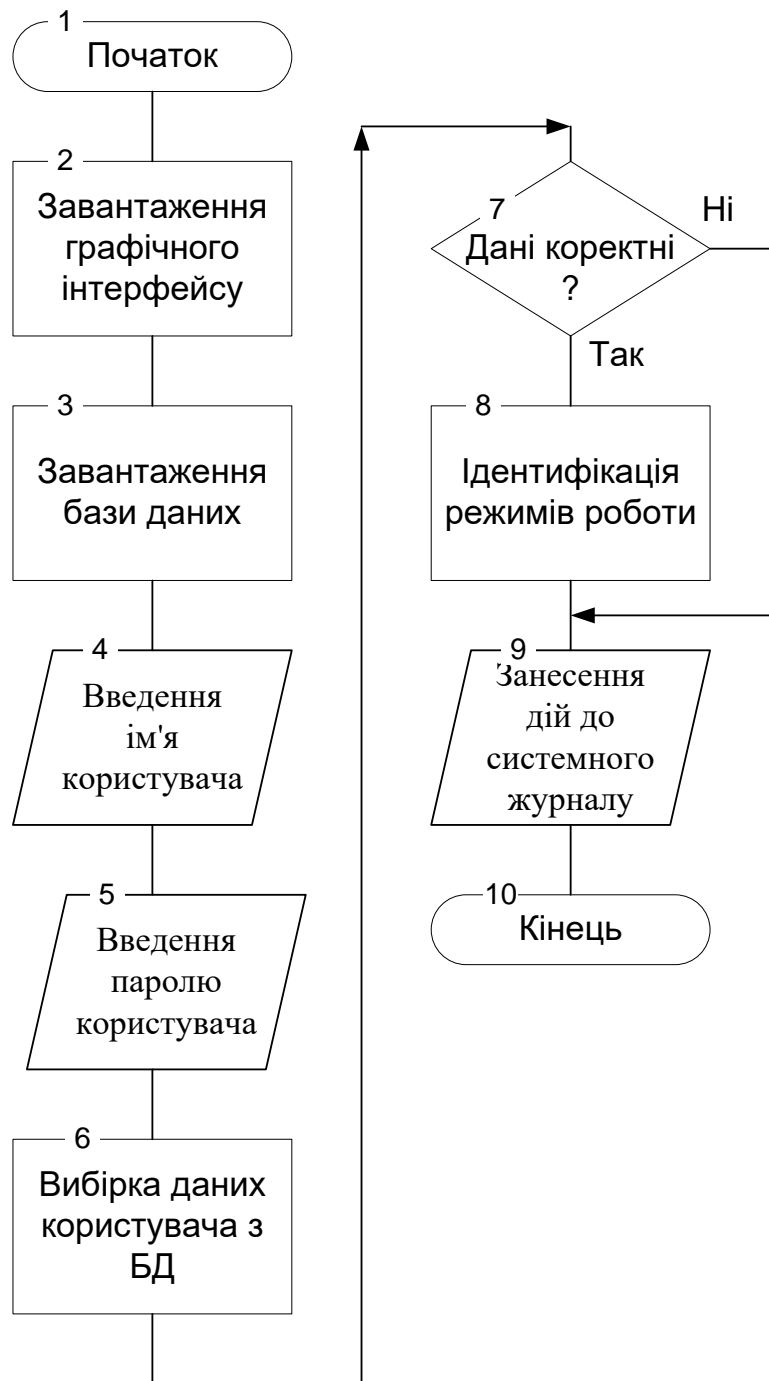 1
Початок
2
Завантаження
графічного
інтерфейсу
3
Завантаження
бази даних
4
Введення
ім'я
користувача
5
Введення
паролю
користувача
6
Вибірка даних
користувача з
БД
7
Ні
Дані коректні
?
Так
8
Ідентифікація
режимів роботи
9
Занесення
дій до
системного
журналу
10
Кінець